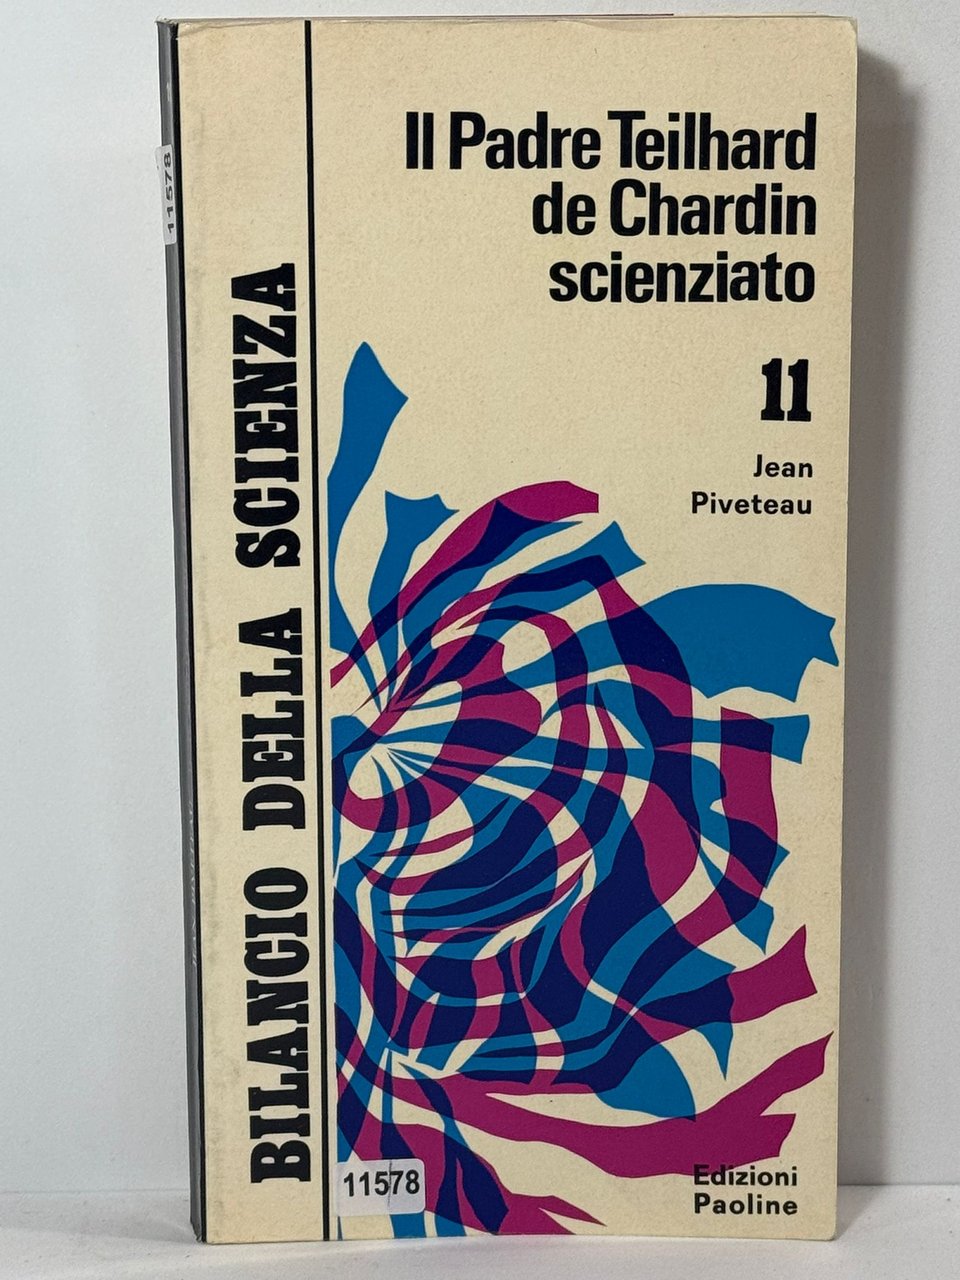 Il Padre Teilhard
de Chardin
scienziato
11
Jean
Piveteau
BILANCIO DELLA SCIENZA
11578
Edizioni
Paoline
11578